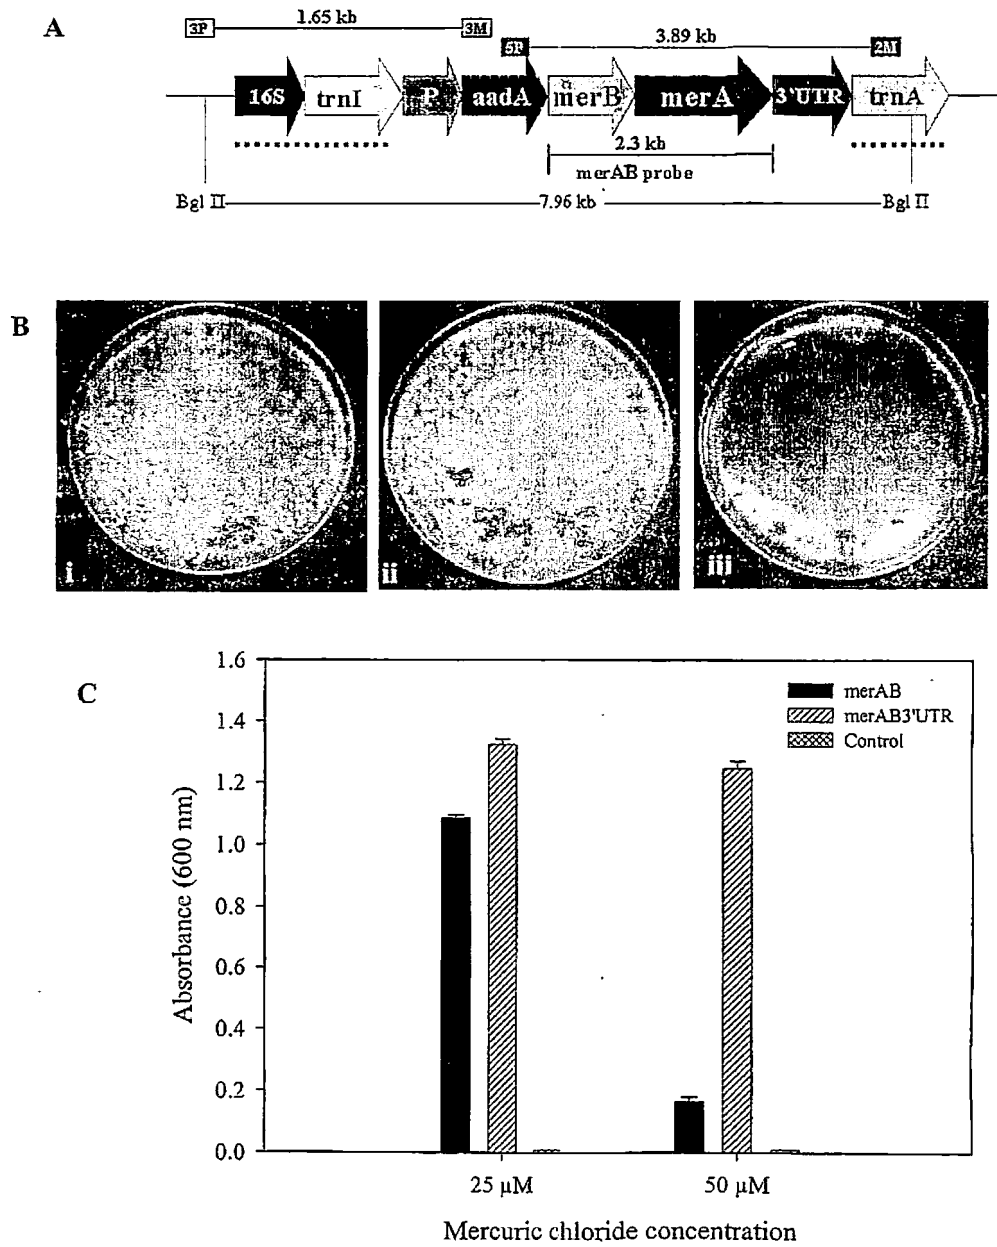 A
3P
1.65 kb
3M
5P
3.89 kb
2M
16S
trnI
P
aadA
merB
merA
3'UTR
trnA
2.3 kb
merAB probe
Bgl II
7.96 kb
Bgl II
B
i
ii
iii
C
1.6
1.4
1.2
1.0
0.8
0.6
0.4
0.2
0.0
Absorbance (600 nm)
merAB
merAB3'UTR
Control
25 µM
50 µM
Mercuric chloride concentration